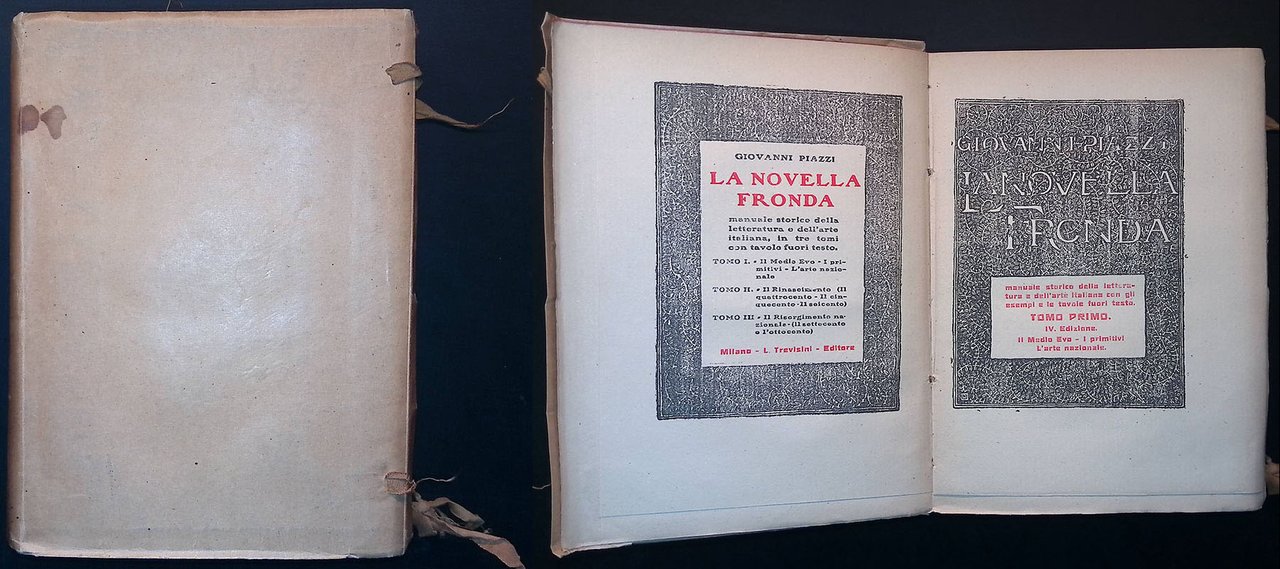 GIOVANNI PIAZZI
LA NOVELLA
FRONDA
manuale storico della
letteratura e dell'arte
italiana, in tre tomi
con tavole fuori testo.
TOMO I. - Il Medio Evo - I pri-
mitivi - L'arte nazio-
nale
TOMO II. - Il Rinascimento (Il
quattrocento - Il cin-
quecento - Il seicento)
TOMO III - Il Risorgimento na-
zionale - (Il settecento
e l'ottocento)
Milano - L. Trevisini - Editore
GIOVANNI·PIAZZI
LA NOVELLA
FRONDA
manuale storico della lettera-
tura e dell'arte italiana con gli
esempi e le tavole fuori testo.
TOMO PRIMO.
IV. Edizione.
Il Medio Evo - I primitivi
L'arte nazionale.